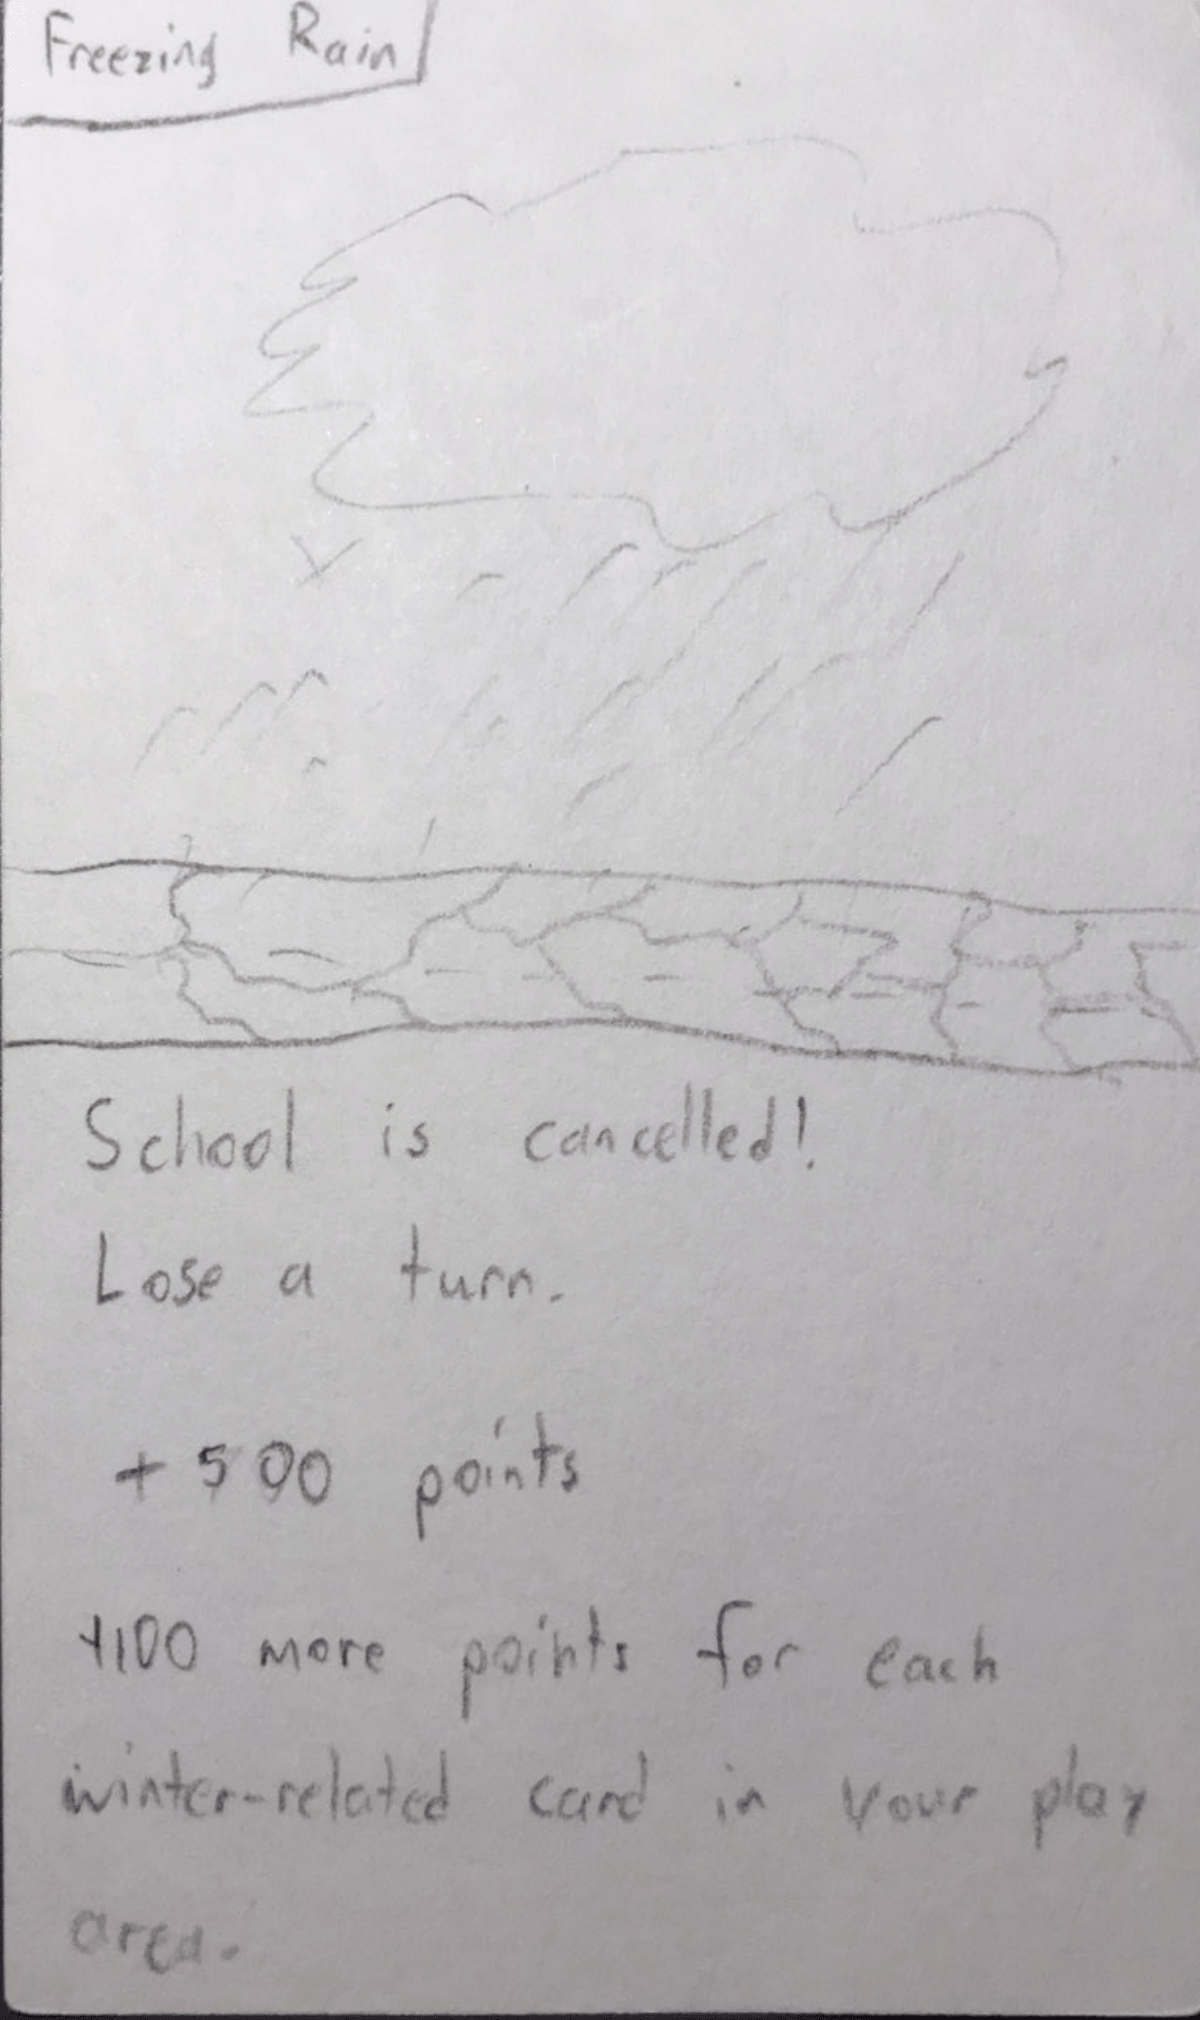 Freezing Rain
School is cancelled!
Lose a turn.
+500 points
+100 more points for each
winter-related card in your play
area.